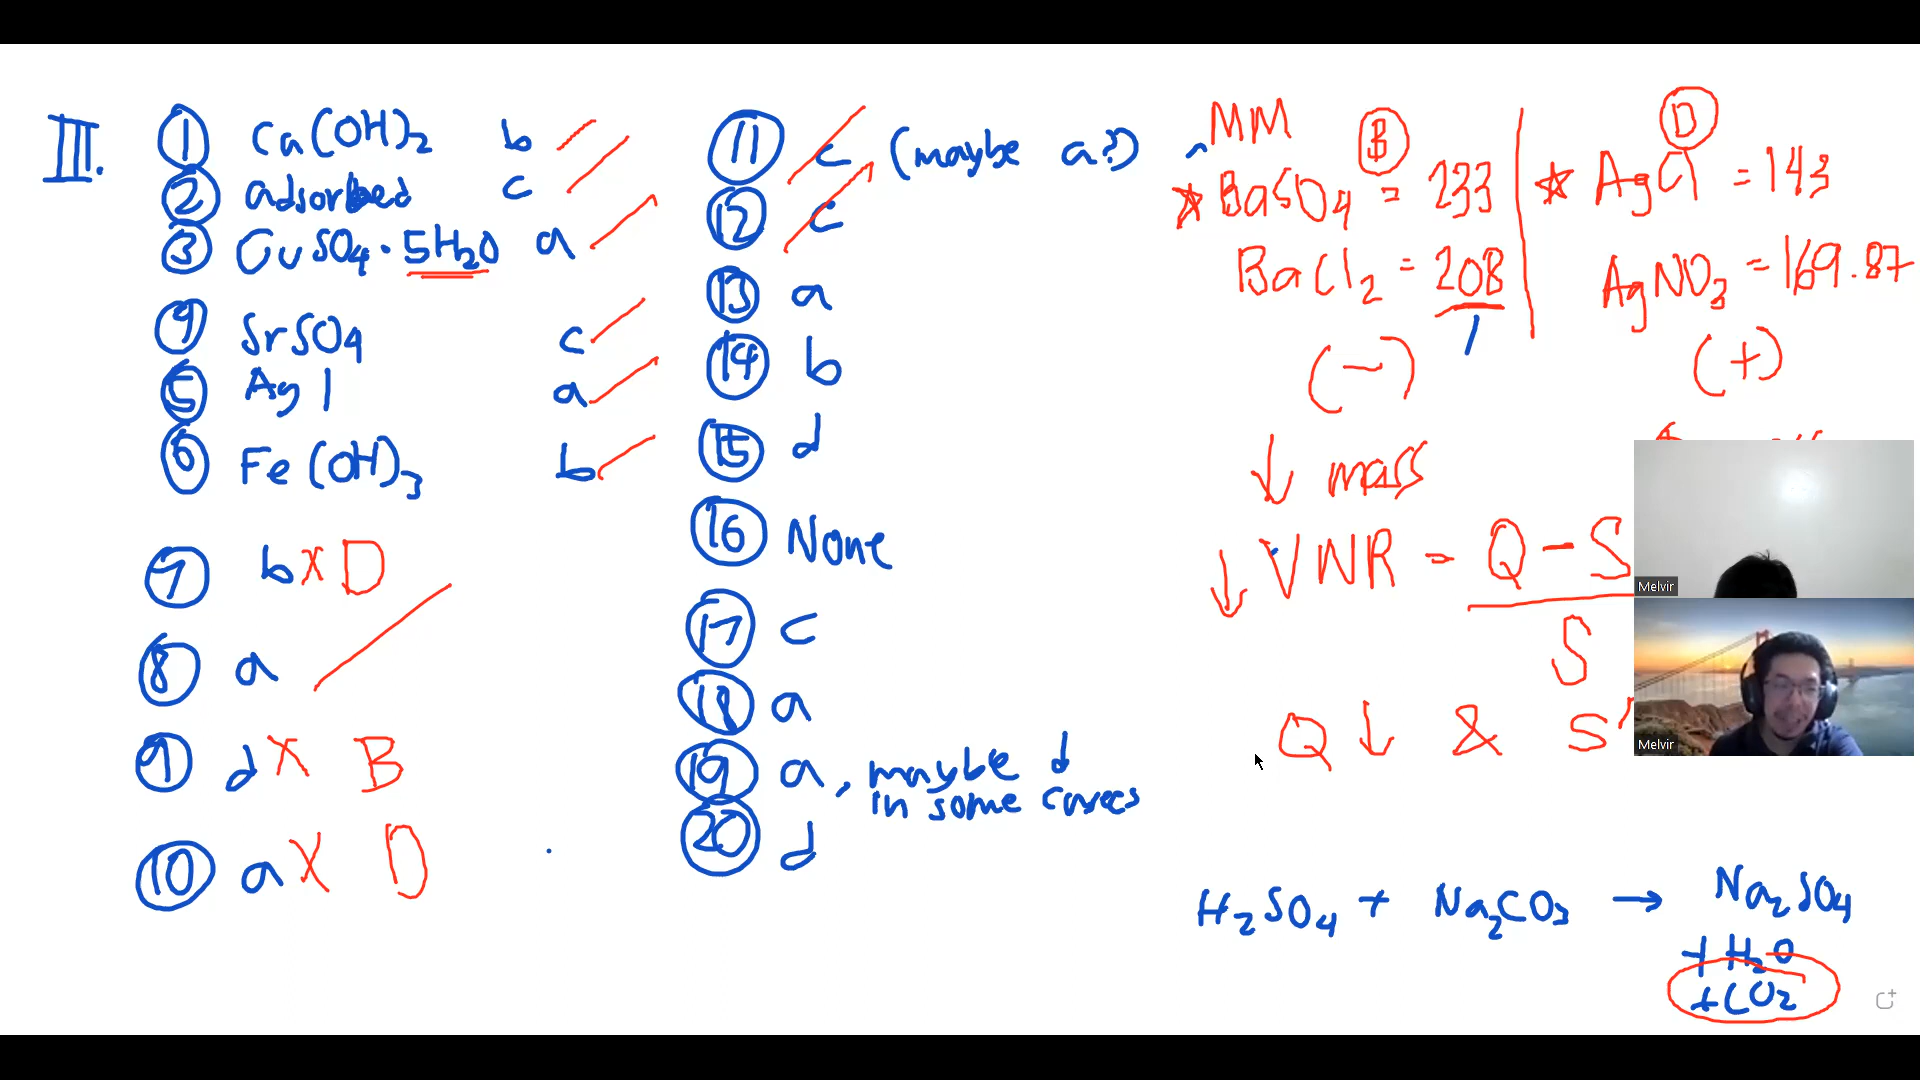 III.
① Ca(OH)₂ b
② adsorbed c
③ CuSO₄ · 5H₂O a
④ SrSO₄ c
⑤ AgI a
⑥ Fe(OH)₃ b
⑦ b X D
⑧ a
⑨ d X B
⑩ a X D
⑪ c (maybe a?)
⑫ c
⑬ a
⑭ b
⑮ d
⑯ None
⑰ c
⑱ a
⑲ a, maybe d
in some cases
⑳ d
MM
B
BaSO₄ = 233
BaCl₂ = 208
(-)
↓ mass
↓ VNR = Q - S
S
Q ↓ & S
D
AgCl = 143
AgNO₃ = 169.87
(+)
H₂SO₄ + Na₂CO₃ → Na₂SO₄
+ H₂O
+ CO₂
Melvir
Melvir